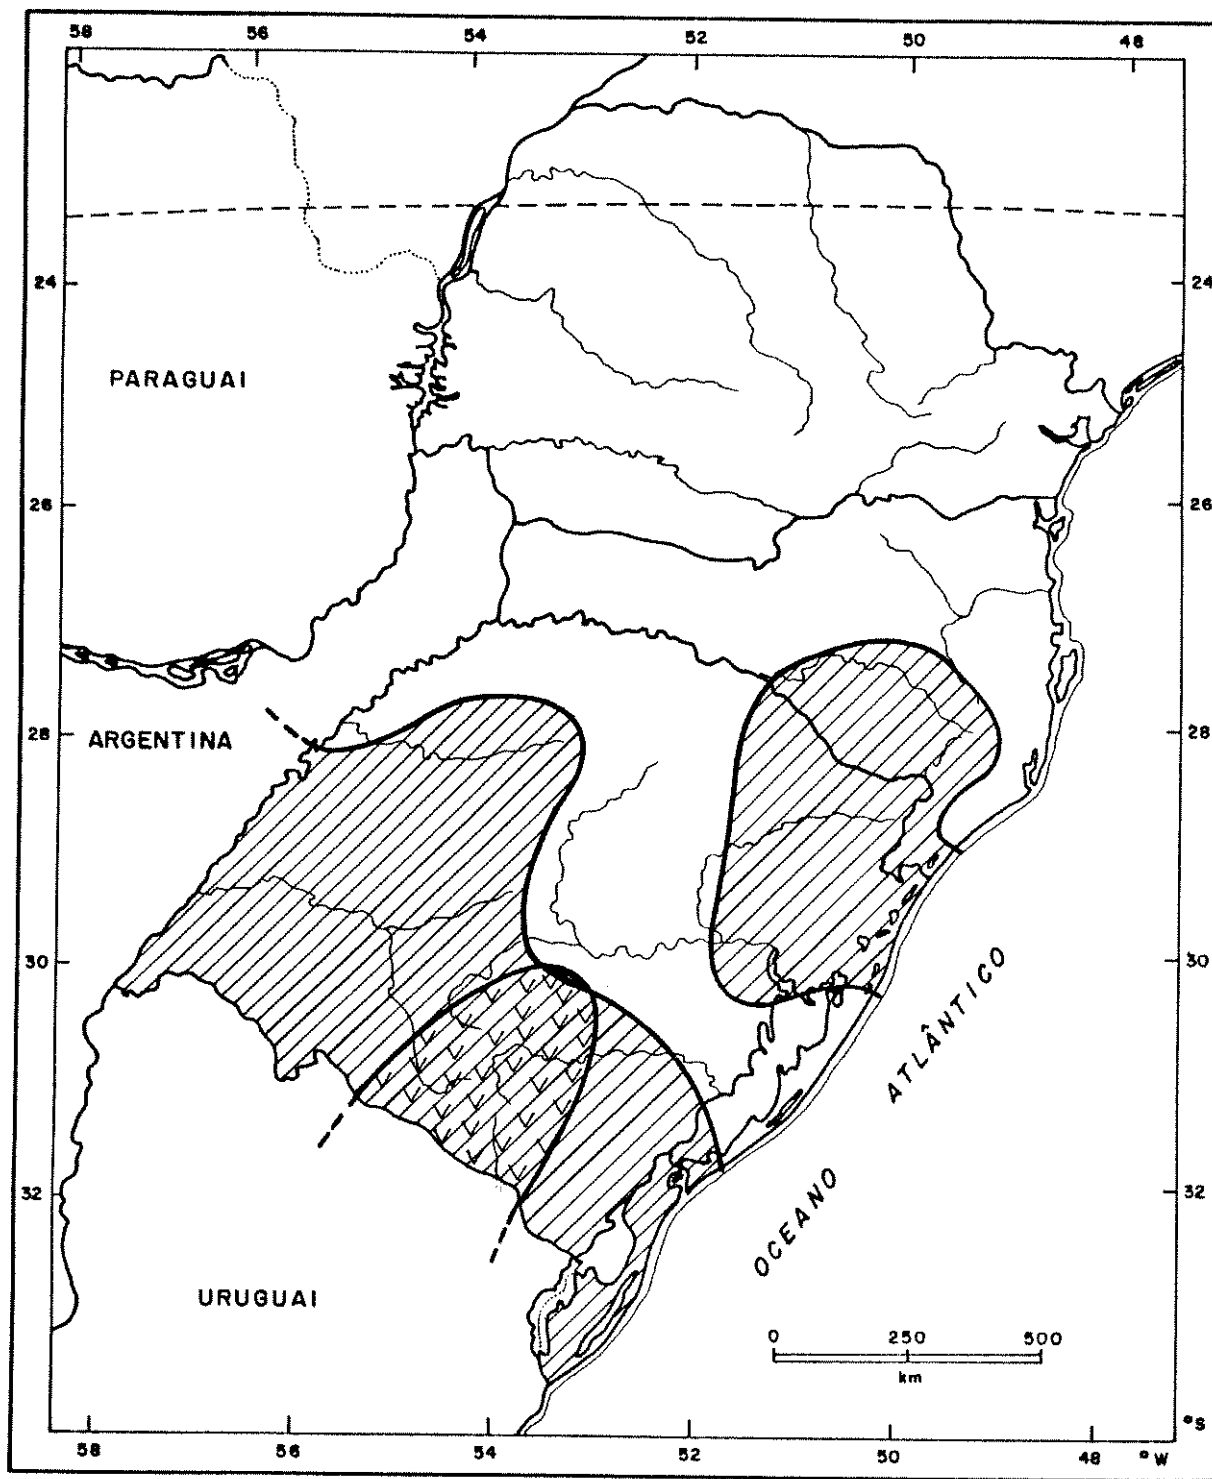 58 56 54 52 50 48
24 24
PARAGUAI
26 26
ARGENTINA
28 28
30 30
OCEANO ATLÂNTICO
32 32
URUGUAI
0 250 500
km
°S
58 56 54 52 50 48 °W